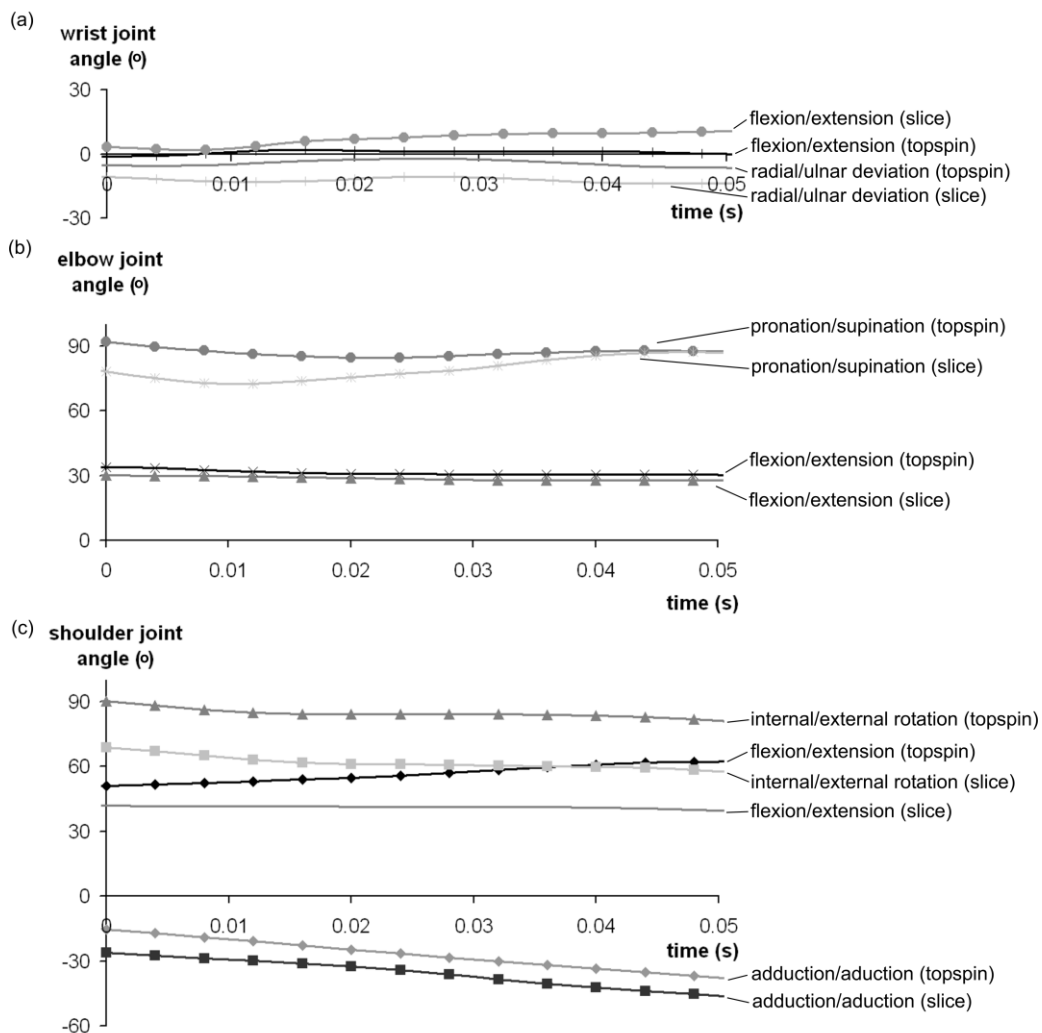 (a)
wrist joint
angle (o)
30
0
-30
0 0.01 0.02 0.03 0.04 0.05
time (s)
flexion/extension (slice)
flexion/extension (topspin)
radial/ulnar deviation (topspin)
radial/ulnar deviation (slice)
(b)
elbow joint
angle (o)
90
60
30
0
0 0.01 0.02 0.03 0.04 0.05
time (s)
pronation/supination (topspin)
pronation/supination (slice)
flexion/extension (topspin)
flexion/extension (slice)
(c)
shoulder joint
angle (o)
90
60
30
0
-30
-60
0 0.01 0.02 0.03 0.04 0.05
time (s)
internal/external rotation (topspin)
flexion/extension (topspin)
internal/external rotation (slice)
flexion/extension (slice)
adduction/aduction (topspin)
adduction/aduction (slice)